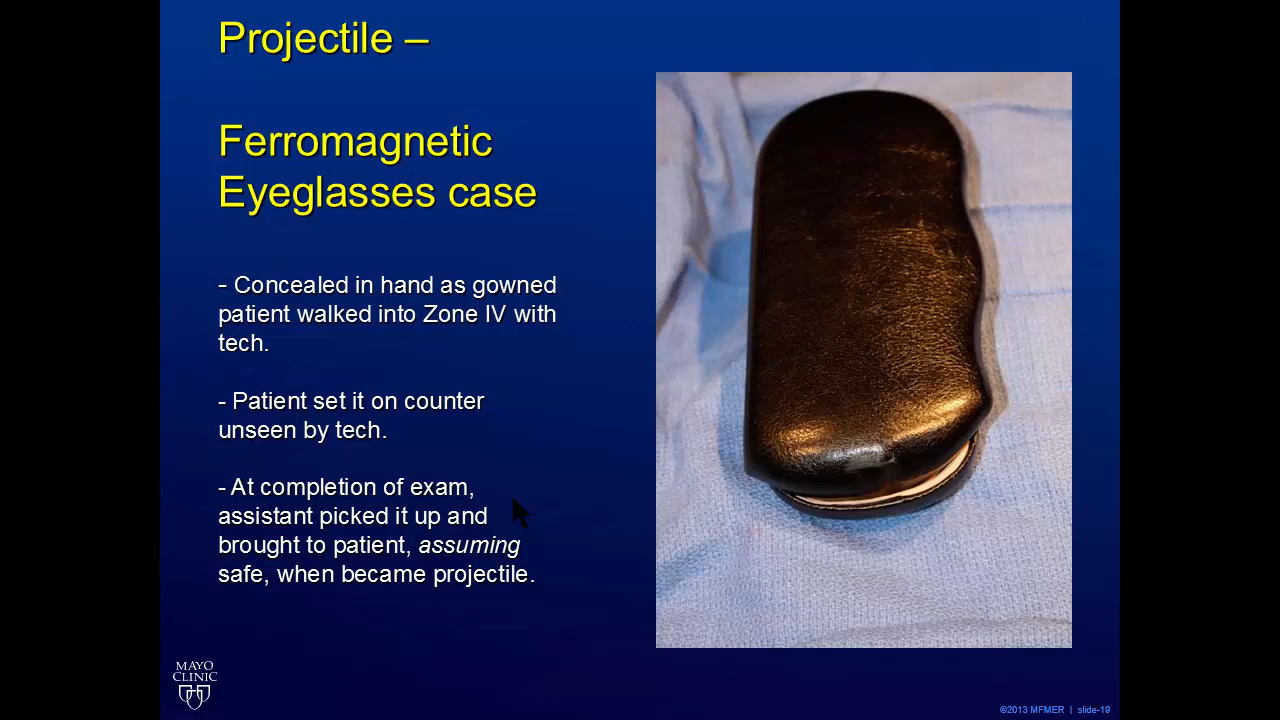 Projectile –
Ferromagnetic
Eyeglasses case
- Concealed in hand as gowned
patient walked into Zone IV with
tech.
- Patient set it on counter
unseen by tech.
- At completion of exam,
assistant picked it up and
brought to patient, assuming
safe, when became projectile.
MAYO
CLINIC
©2013 MFMER | slide-19